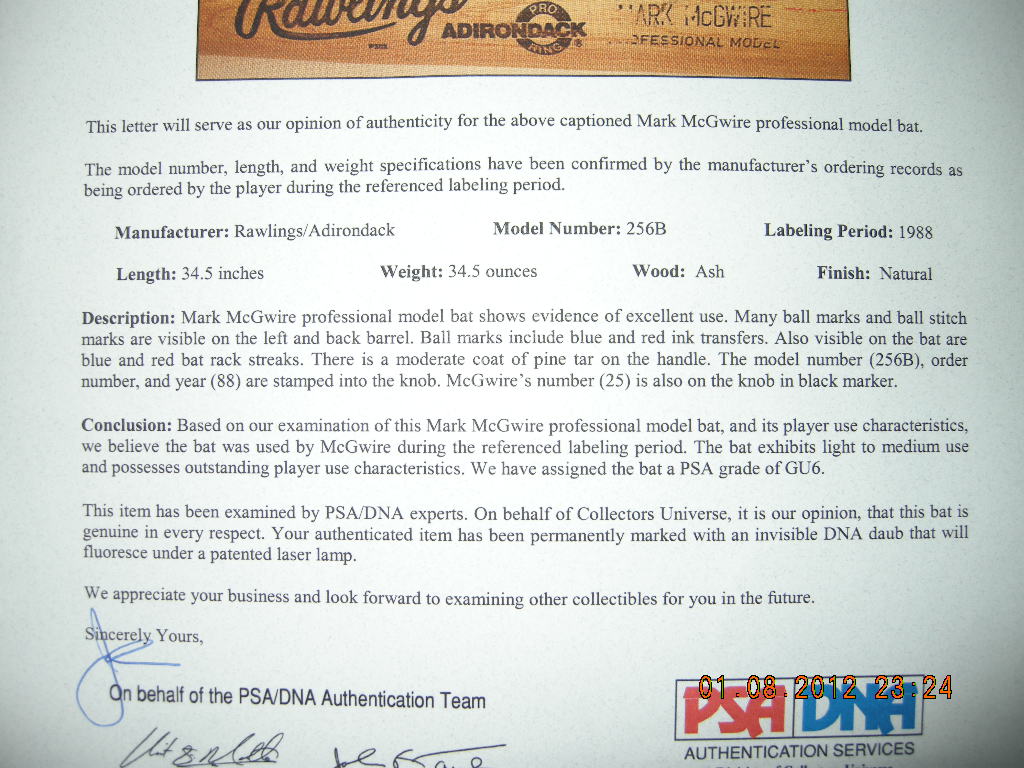 Rawlings
ADIRONDACK
PRO
RING
MARK McGWIRE
PROFESSIONAL MODEL
This letter will serve as our opinion of authenticity for the above captioned Mark McGwire professional model bat.
The model number, length, and weight specifications have been confirmed by the manufacturer's ordering records as
being ordered by the player during the referenced labeling period.
Manufacturer: Rawlings/Adirondack Model Number: 256B Labeling Period: 1988
Length: 34.5 inches Weight: 34.5 ounces Wood: Ash Finish: Natural
Description: Mark McGwire professional model bat shows evidence of excellent use. Many ball marks and ball stitch
marks are visible on the left and back barrel. Ball marks include blue and red ink transfers. Also visible on the bat are
blue and red bat rack streaks. There is a moderate coat of pine tar on the handle. The model number (256B), order
number, and year (88) are stamped into the knob. McGwire's number (25) is also on the knob in black marker.
Conclusion: Based on our examination of this Mark McGwire professional model bat, and its player use characteristics,
we believe the bat was used by McGwire during the referenced labeling period. The bat exhibits light to medium use
and possesses outstanding player use characteristics. We have assigned the bat a PSA grade of GU6.
This item has been examined by PSA/DNA experts. On behalf of Collectors Universe, it is our opinion, that this bat is
genuine in every respect. Your authenticated item has been permanently marked with an invisible DNA daub that will
fluoresce under a patented laser lamp.
We appreciate your business and look forward to examining other collectibles for you in the future.
Sincerely Yours,
On behalf of the PSA/DNA Authentication Team
01.08.2012 23:24
PSA DNA
AUTHENTICATION SERVICES